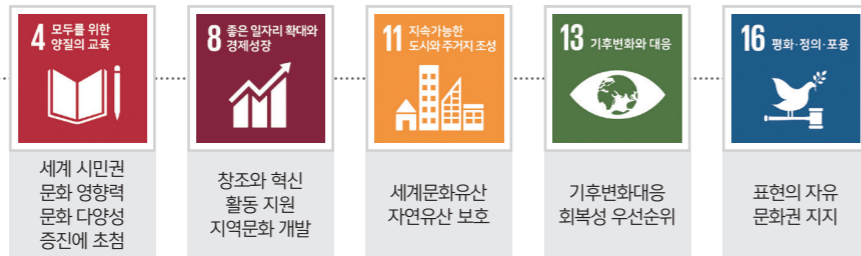 4 모두를 위한
양질의 교육
세계 시민권
문화 영향력
문화 다양성
증진에 초첨
8 좋은 일자리 확대와
경제성장
창조와 혁신
활동 지원
지역문화 개발
11 지속가능한
도시와 주거지 조성
세계문화유산
자연유산 보호
13 기후변화와 대응
기후변화대응
회복성 우선순위
16 평화·정의·포용
표현의 자유
문화권 지지